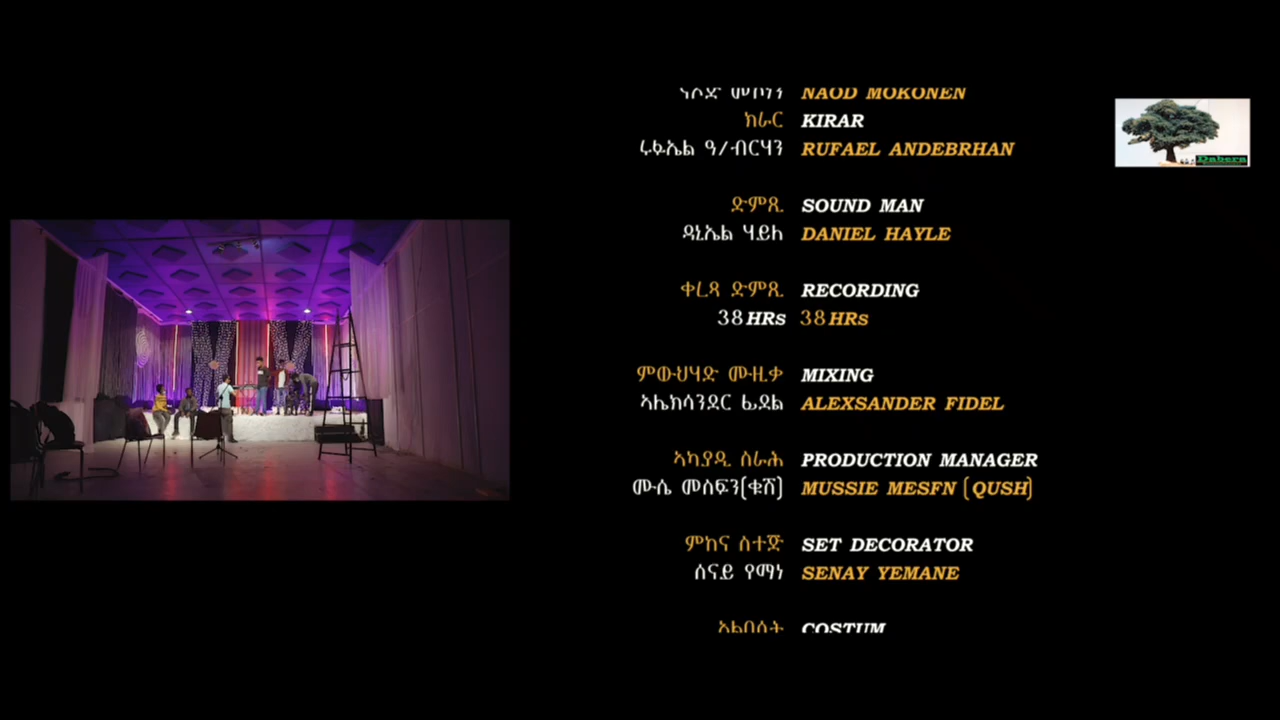 NAOD MOKONEN
ክራር KIRAR
ሩፋኤል ዓ/ብርሃን RUFAEL ANDEBRHAN
ድምጺ SOUND MAN
ዳኒኤል ሃይለ DANIEL HAYLE
ቀረጻ ድምጺ RECORDING
38HRs 38HRs
ምውህሃድ ሙዚቃ MIXING
ኣሌክሳንደር ፊደል ALEXSANDER FIDEL
ኣካያዲ ስራሕ PRODUCTION MANAGER
ሙሴ መስፍን(ቁሽ) MUSSIE MESFN (QUSH)
ምከና ስተጅ SET DECORATOR
ሰናይ የማነ SENAY YEMANE
ኣልበሳት COSTUM